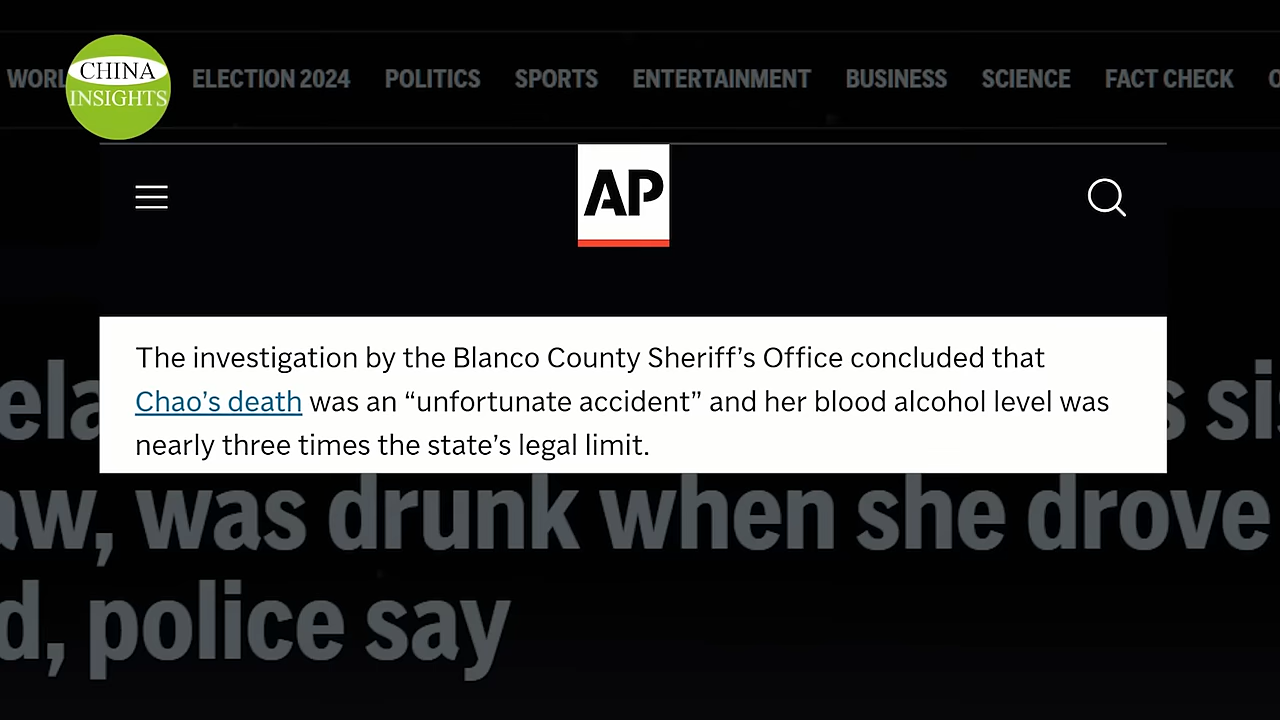 CHINA
INSIGHTS
ELECTION 2024 POLITICS SPORTS ENTERTAINMENT BUSINESS SCIENCE FACT CHECK
AP
The investigation by the Blanco County Sheriff’s Office concluded that
Chao’s death was an “unfortunate accident” and her blood alcohol level was
nearly three times the state’s legal limit.
was drunk when she drove
police say